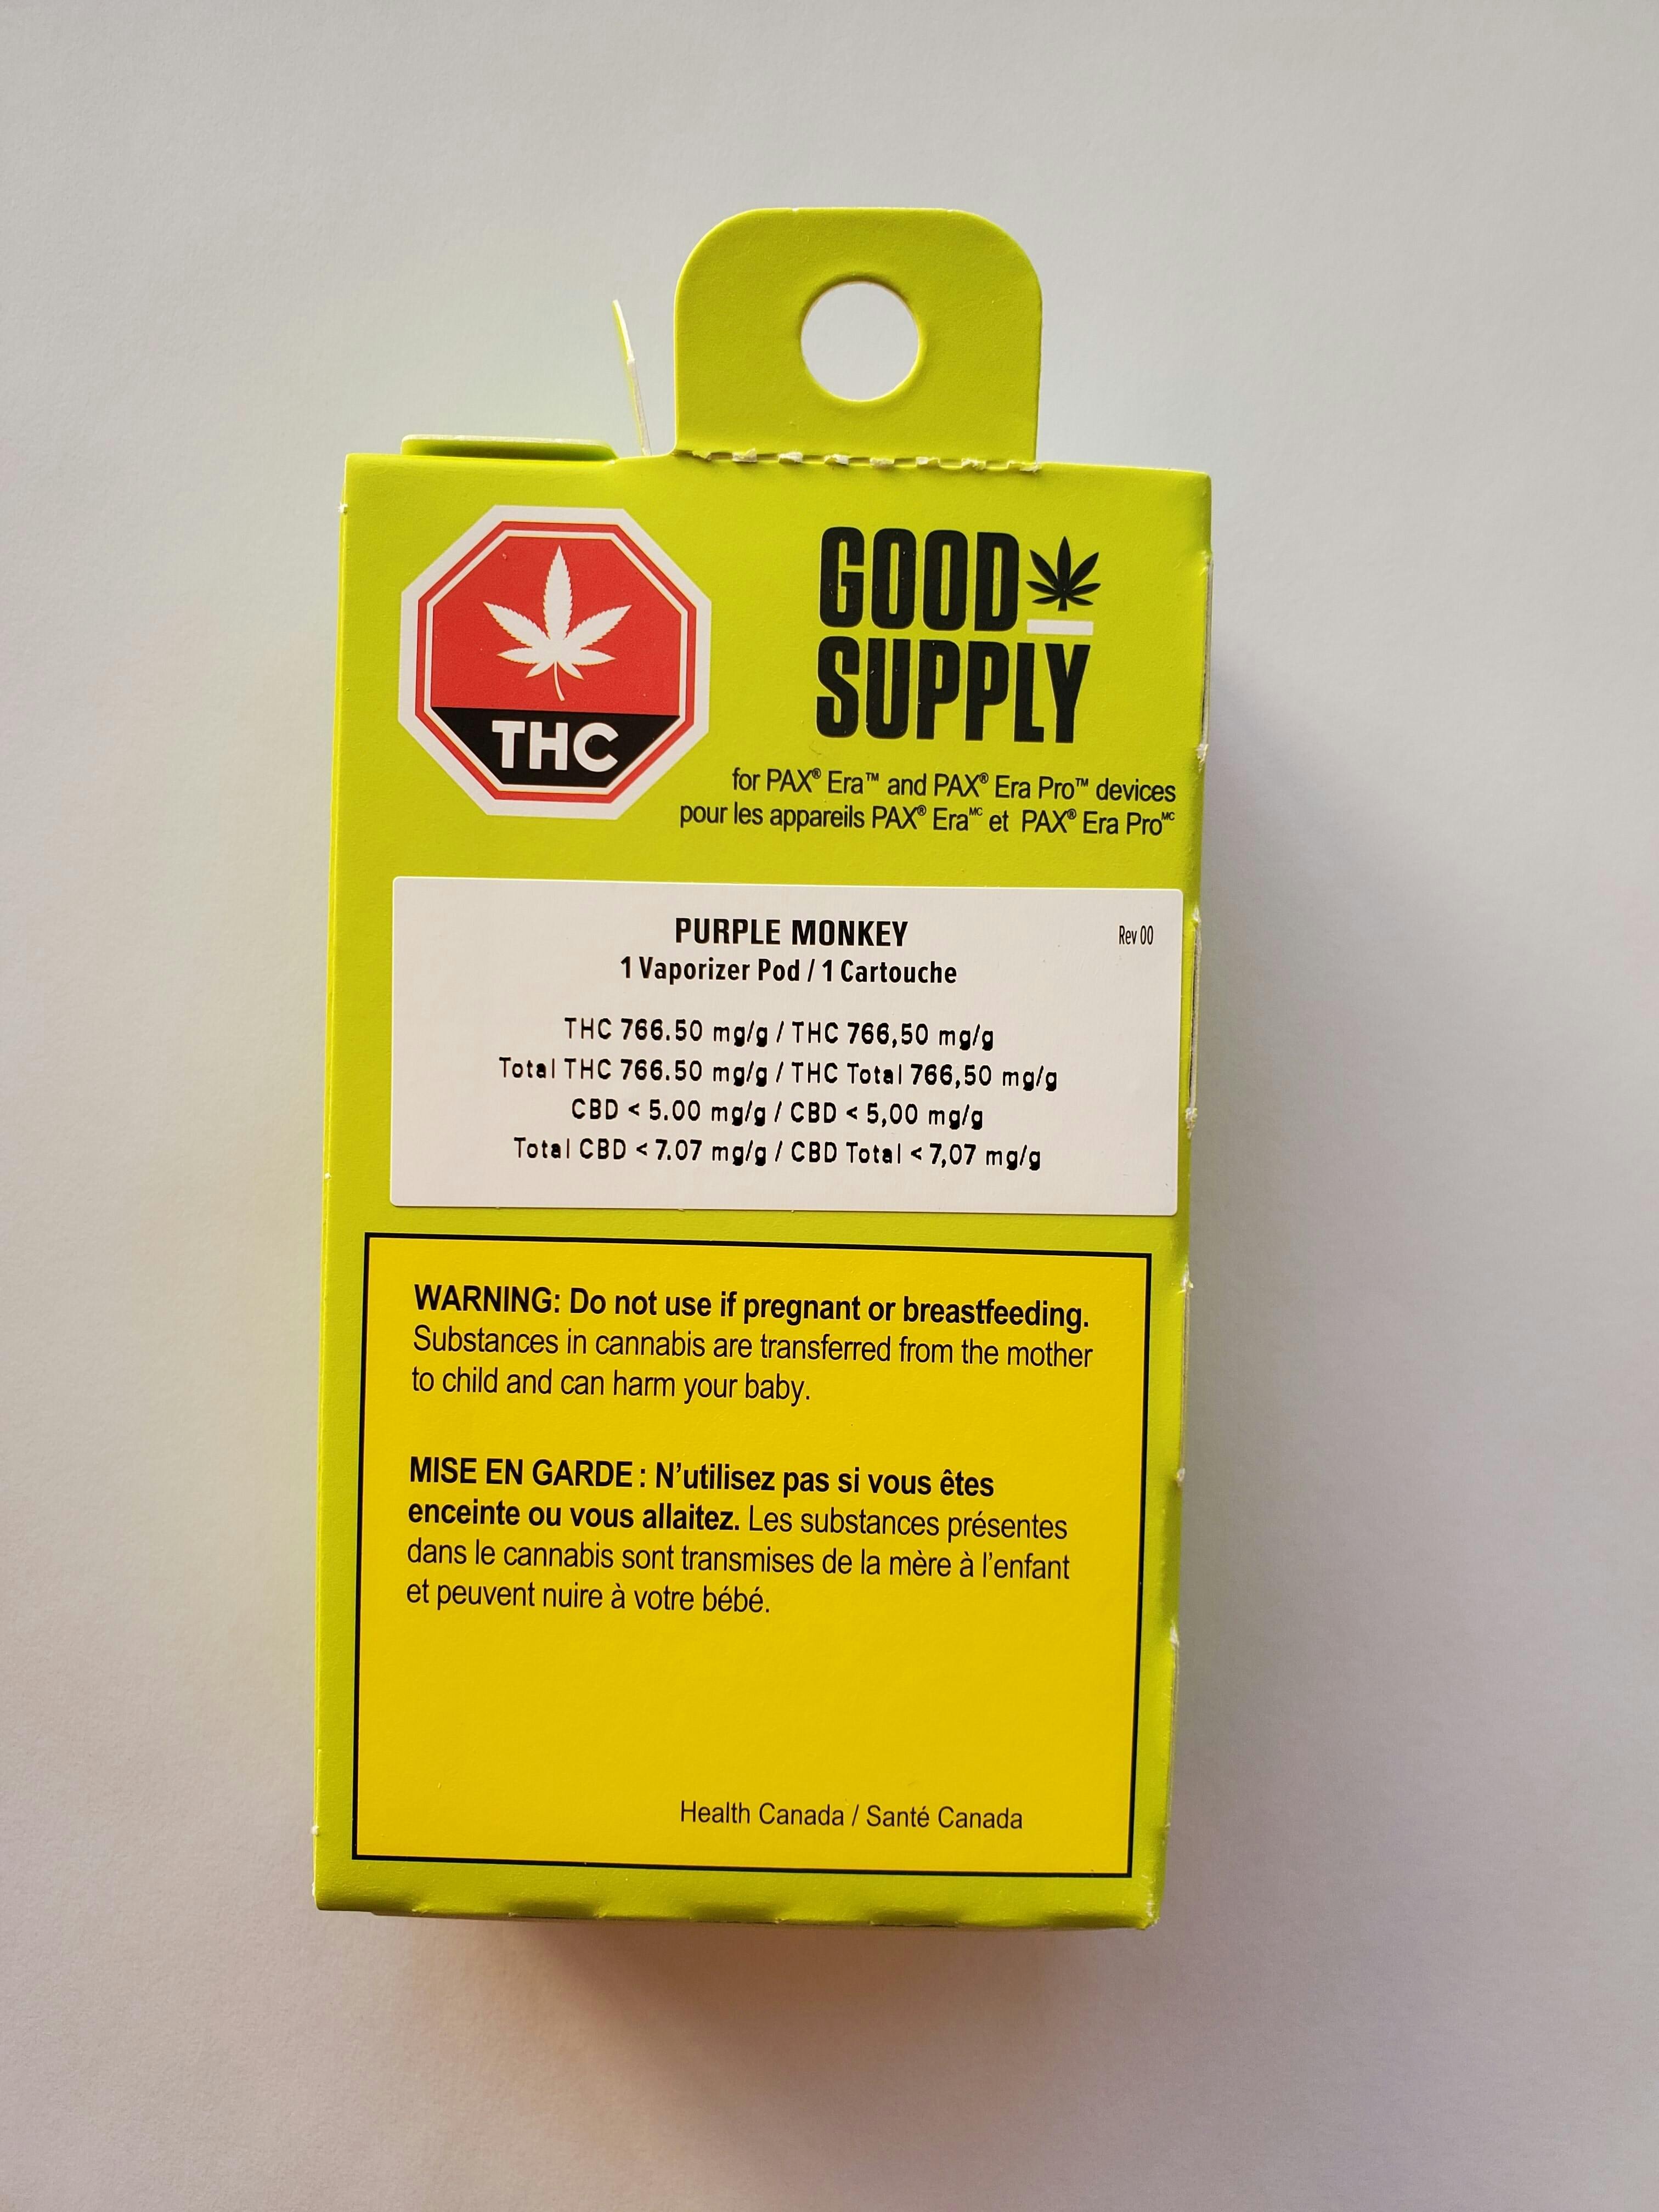 THC
GOOD
SUPPLY
for PAX® Era™ and PAX® Era Pro™ devices
pour les appareils PAX® Eraᴹᶜ et PAX® Era Proᴹᶜ
PURPLE MONKEY
Rev 00
1 Vaporizer Pod / 1 Cartouche
THC 766.50 mg/g / THC 766,50 mg/g
Total THC 766.50 mg/g / THC Total 766,50 mg/g
CBD < 5.00 mg/g / CBD < 5,00 mg/g
Total CBD < 7.07 mg/g / CBD Total < 7,07 mg/g
WARNING: Do not use if pregnant or breastfeeding.
Substances in cannabis are transferred from the mother
to child and can harm your baby.
MISE EN GARDE : N’utilisez pas si vous êtes
enceinte ou vous allaitez. Les substances présentes
dans le cannabis sont transmises de la mère à l’enfant
et peuvent nuire à votre bébé.
Health Canada / Santé Canada